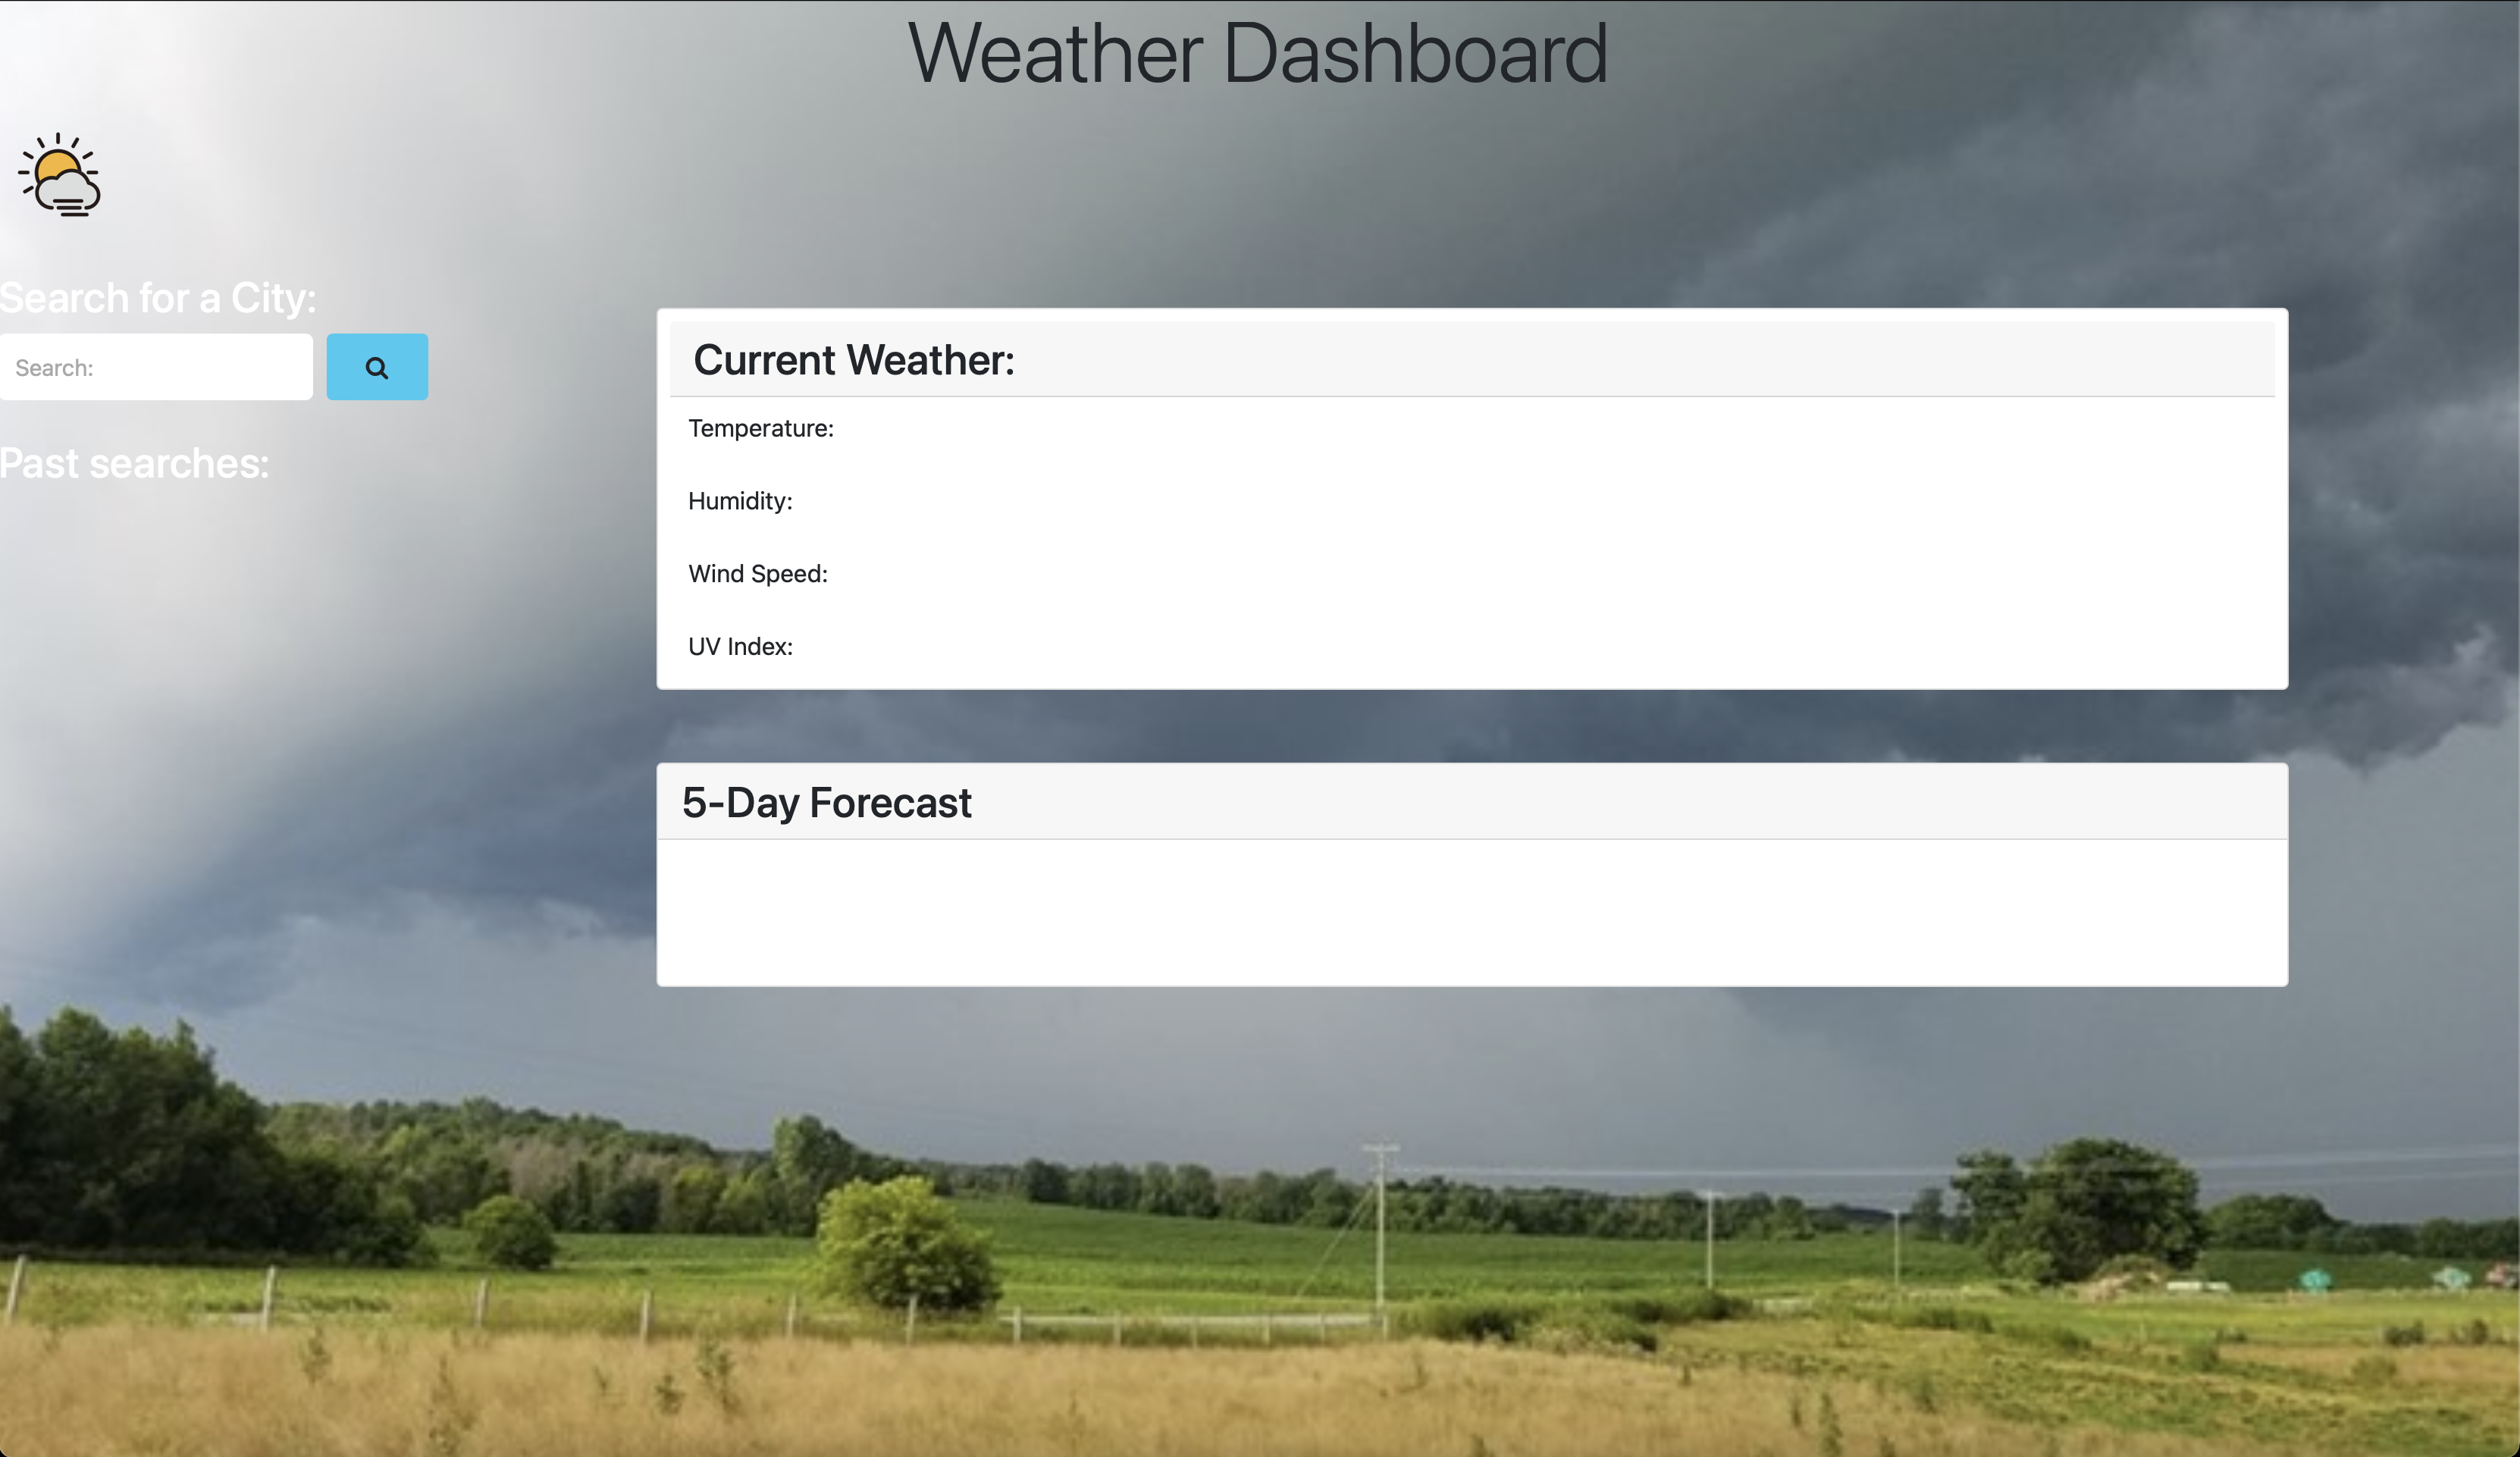 Weather Dashboard
Search for a City:
Search:
Past searches:
Current Weather:
Temperature:
Humidity:
Wind Speed:
UV Index:
5-Day Forecast